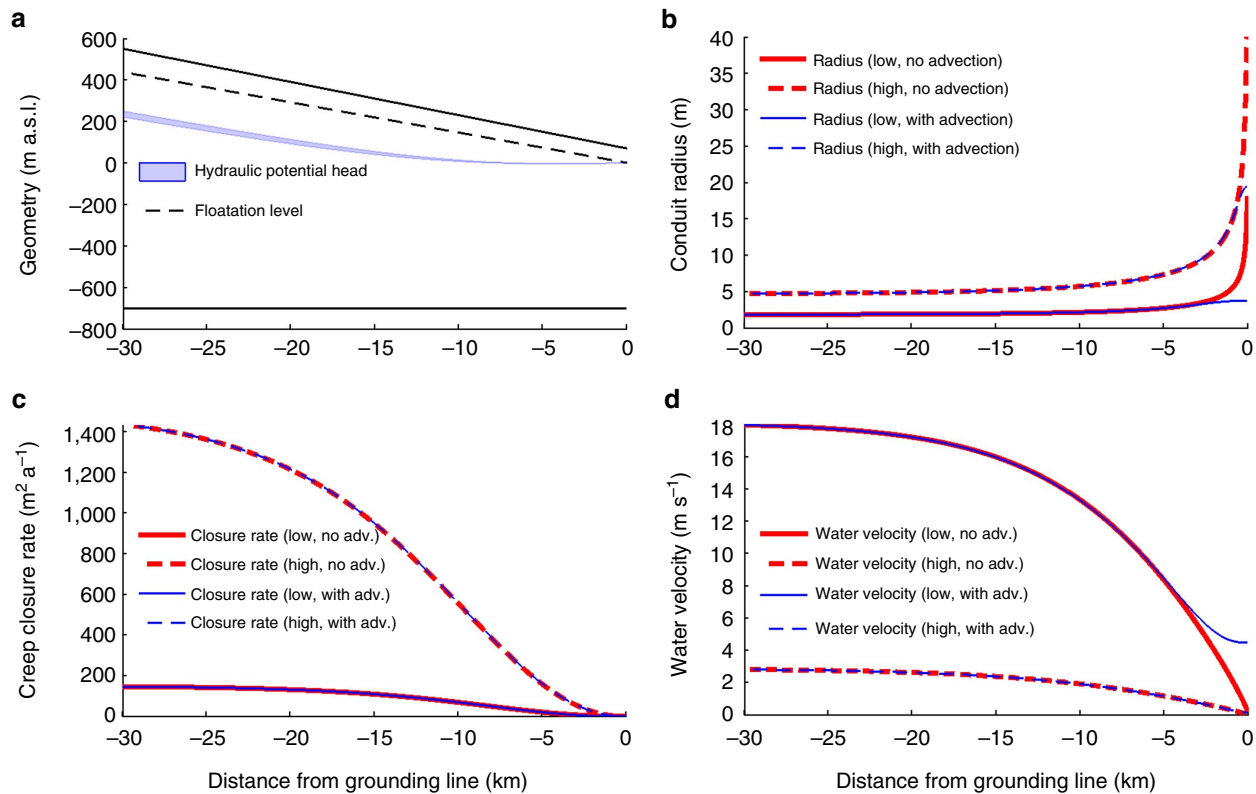 a
600
400
200
0
−200
−400
−600
−800
Geometry (m a.s.l.)
Hydraulic potential head
Floatation level
−30 −25 −20 −15 −10 −5 0
b
40
35
30
25
20
15
10
5
0
Conduit radius (m)
Radius (low, no advection)
Radius (high, no advection)
Radius (low, with advection)
Radius (high, with advection)
−30 −25 −20 −15 −10 −5 0
c
1,400
1,200
1,000
800
600
400
200
0
Creep closure rate (m² a⁻¹)
Closure rate (low, no adv.)
Closure rate (high, no adv.)
Closure rate (low, with adv.)
Closure rate (high, with adv.)
−30 −25 −20 −15 −10 −5 0
Distance from grounding line (km)
d
18
16
14
12
10
8
6
4
2
0
Water velocity (m s⁻¹)
Water velocity (low, no adv.)
Water velocity (high, no adv.)
Water velocity (low, with adv.)
Water velocity (high, with adv.)
−30 −25 −20 −15 −10 −5 0
Distance from grounding line (km)